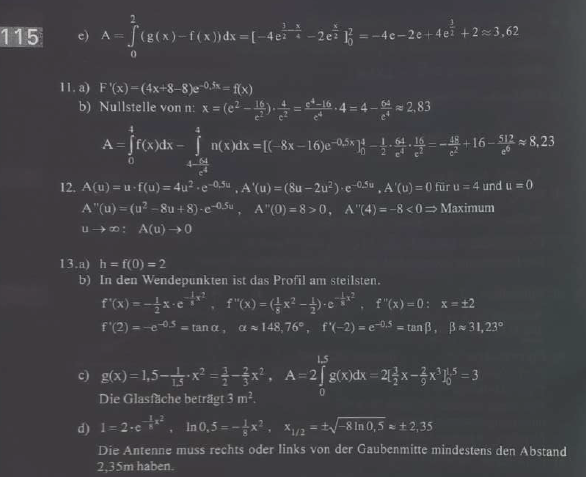 115
e) A = ∫₀² (g(x) − f(x)) dx = [−4e^(3/2 − x/4) − 2e^(x/2)]₀² = −4e − 2e + 4e^(3/2) + 2 ≈ 3,62
11. a) F'(x) = (4x+8−8)e^(−0,5x) = f(x)
b) Nullstelle von n: x = (e² − 16/e²) · 4/e² = (e⁴−16)/e⁴ · 4 = 4 − 64/e⁴ ≈ 2,83
A = ∫₀⁴ f(x)dx − ∫_(4−64/e⁴)^4 n(x)dx = [(−8x −16)e^(−0,5x)]₀⁴ − 1/2 · 64/e⁴ · 16/e² = −48/e² + 16 − 512/e⁶ ≈ 8,23
12. A(u) = u · f(u) = 4u² · e^(−0,5u) , A'(u) = (8u − 2u²) · e^(−0,5u) , A'(u) = 0 für u = 4 und u = 0
A''(u) = (u² − 8u + 8) · e^(−0,5u) , A''(0) = 8 > 0, A''(4) = −8 < 0 ⇒ Maximum
u → ∞: A(u) → 0
13. a) h = f(0) = 2
b) In den Wendepunkten ist das Profil am steilsten.
f'(x) = −1/2 x · e^(−1/8 x²) , f''(x) = (1/8 x² − 1/2) · e^(−1/8 x²) , f''(x) = 0: x = ±2
f'(2) = −e^(−0,5) = tan α, α ≈ 148,76°, f'(−2) = e^(−0,5) = tan β, β ≈ 31,23°
c) g(x) = 1,5 − 1/1,5 · x² = 3/2 − 2/3 x² , A = 2 ∫₀^1,5 g(x)dx = 2[3/2 x − 2/9 x³]₀^1,5 = 3
Die Glasfläche beträgt 3 m².
d) 1 = 2 · e^(−1/8 x²) , ln 0,5 = −1/8 x² , x₁/₂ = ±√(−8 ln 0,5) ≈ ±2,35
Die Antenne muss rechts oder links von der Gaubenmitte mindestens den Abstand
2,35m haben.